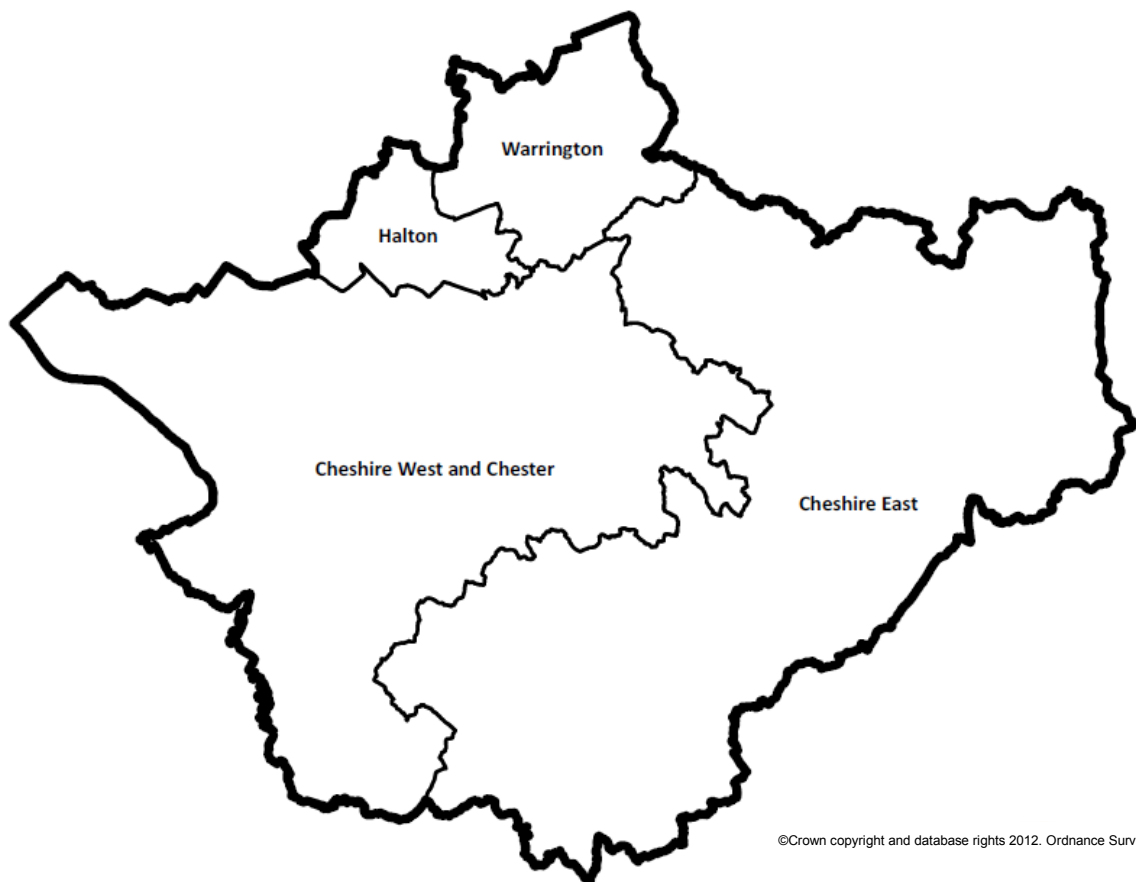 Warrington
Halton
Cheshire West and Chester
Cheshire East
©Crown copyright and database rights 2012. Ordnance Surv